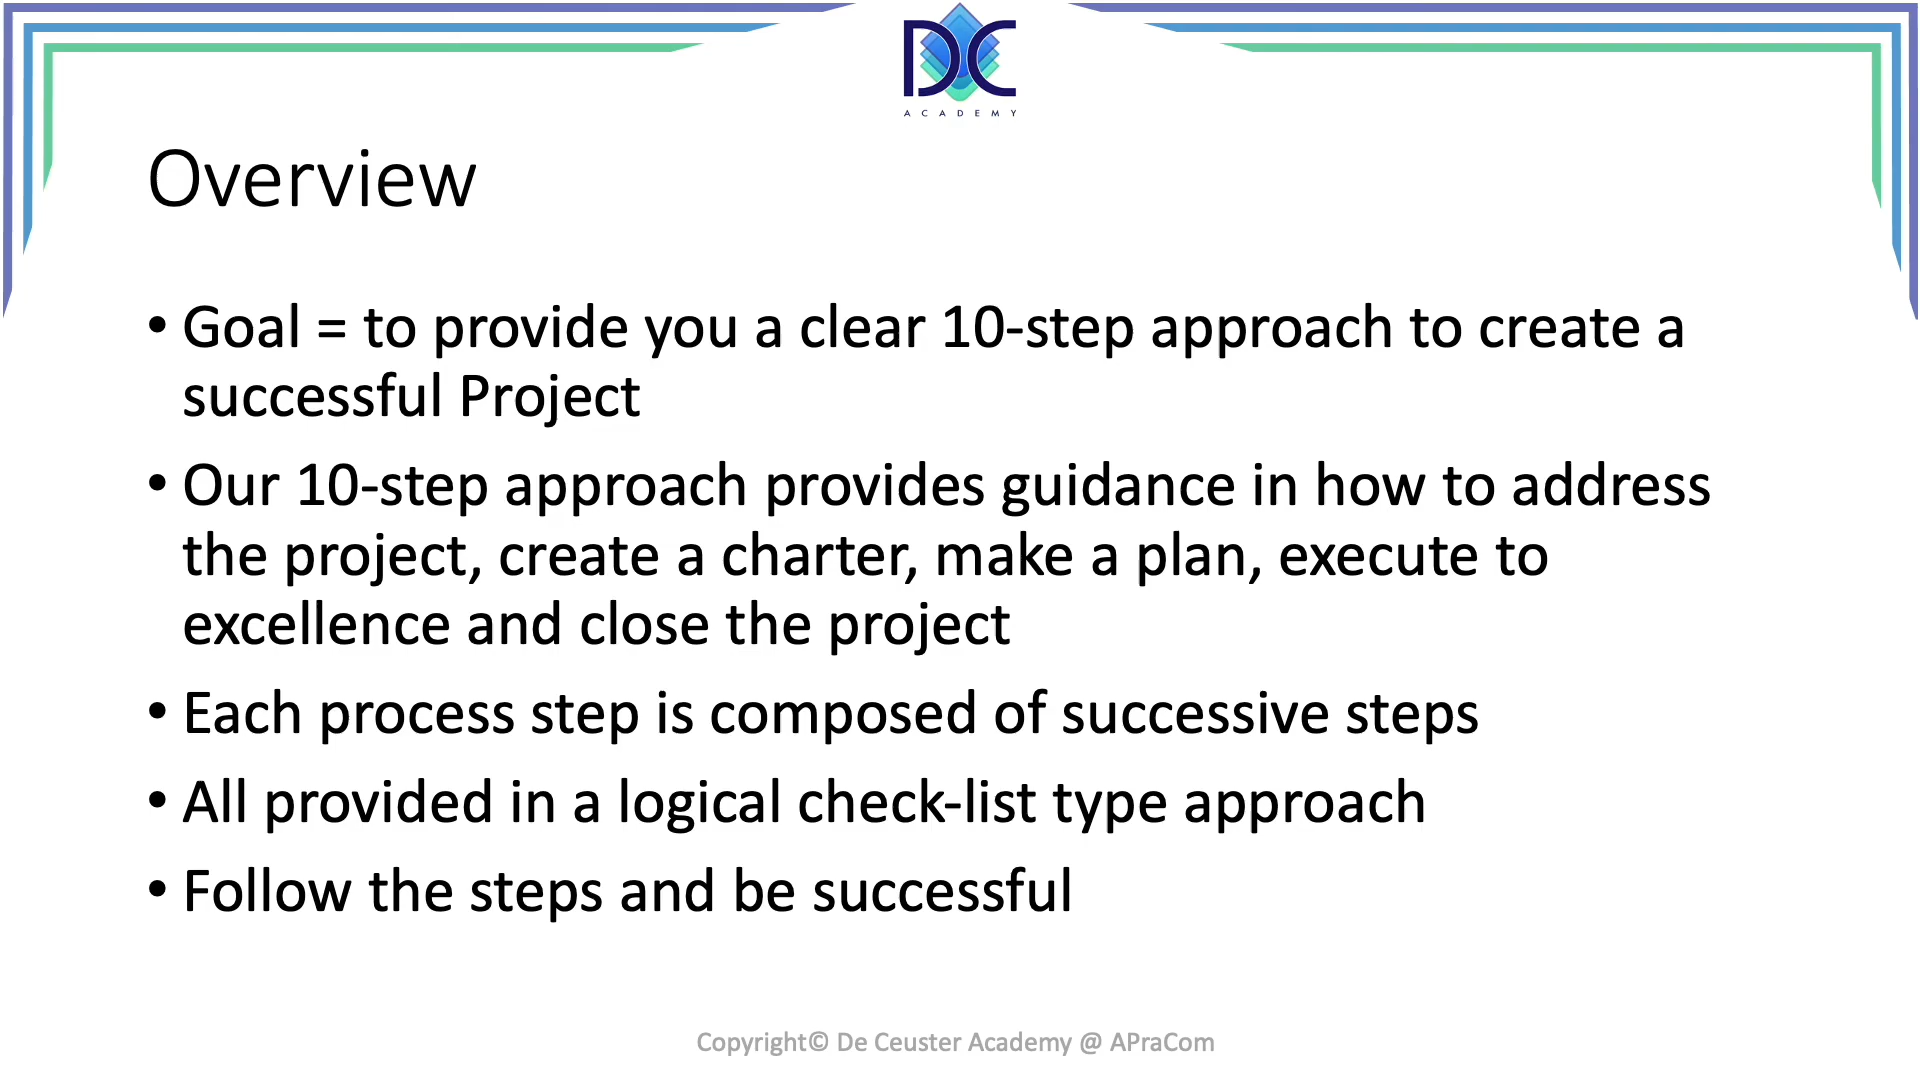 DC
ACADEMY
Overview
• Goal = to provide you a clear 10-step approach to create a
successful Project
• Our 10-step approach provides guidance in how to address
the project, create a charter, make a plan, execute to
excellence and close the project
• Each process step is composed of successive steps
• All provided in a logical check-list type approach
• Follow the steps and be successful
Copyright© De Ceuster Academy @ APraCom